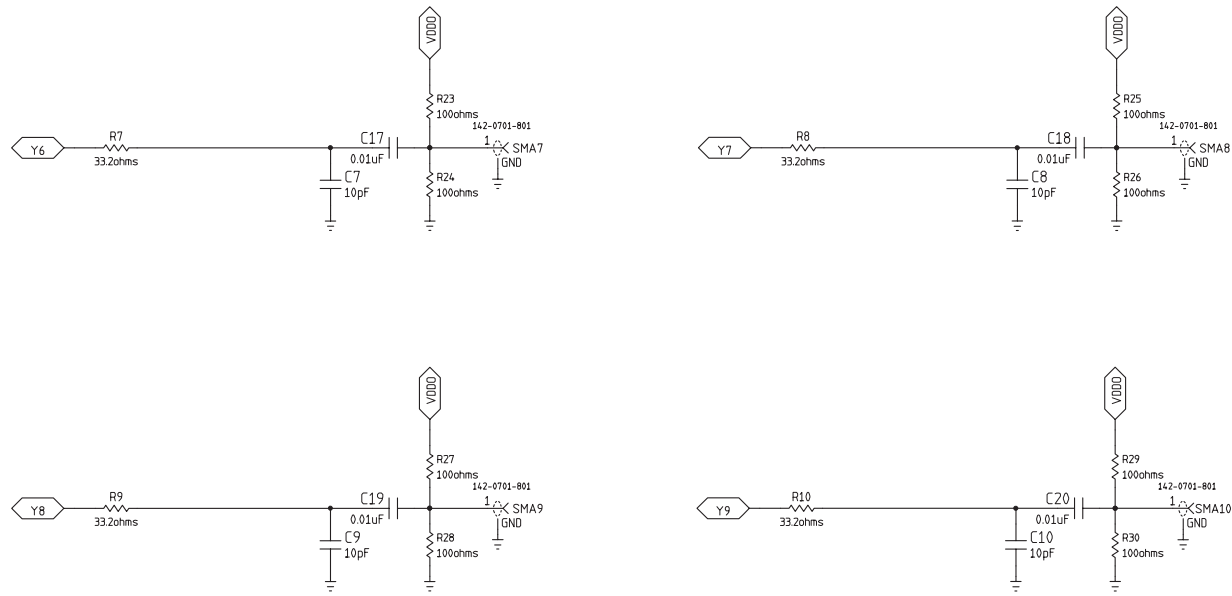 VDDO
R23
100ohms
142-0701-801
Y6
R7
33.2ohms
C17
0.01uF
1
SMA7
GND
C7
10pF
R24
100ohms
VDDO
R25
100ohms
142-0701-801
Y7
R8
33.2ohms
C18
0.01uF
1
SMA8
GND
C8
10pF
R26
100ohms
VDDO
R27
100ohms
142-0701-801
Y8
R9
33.2ohms
C19
0.01uF
1
SMA9
GND
C9
10pF
R28
100ohms
VDDO
R29
100ohms
142-0701-801
Y9
R10
33.2ohms
C20
0.01uF
1
SMA10
GND
C10
10pF
R30
100ohms